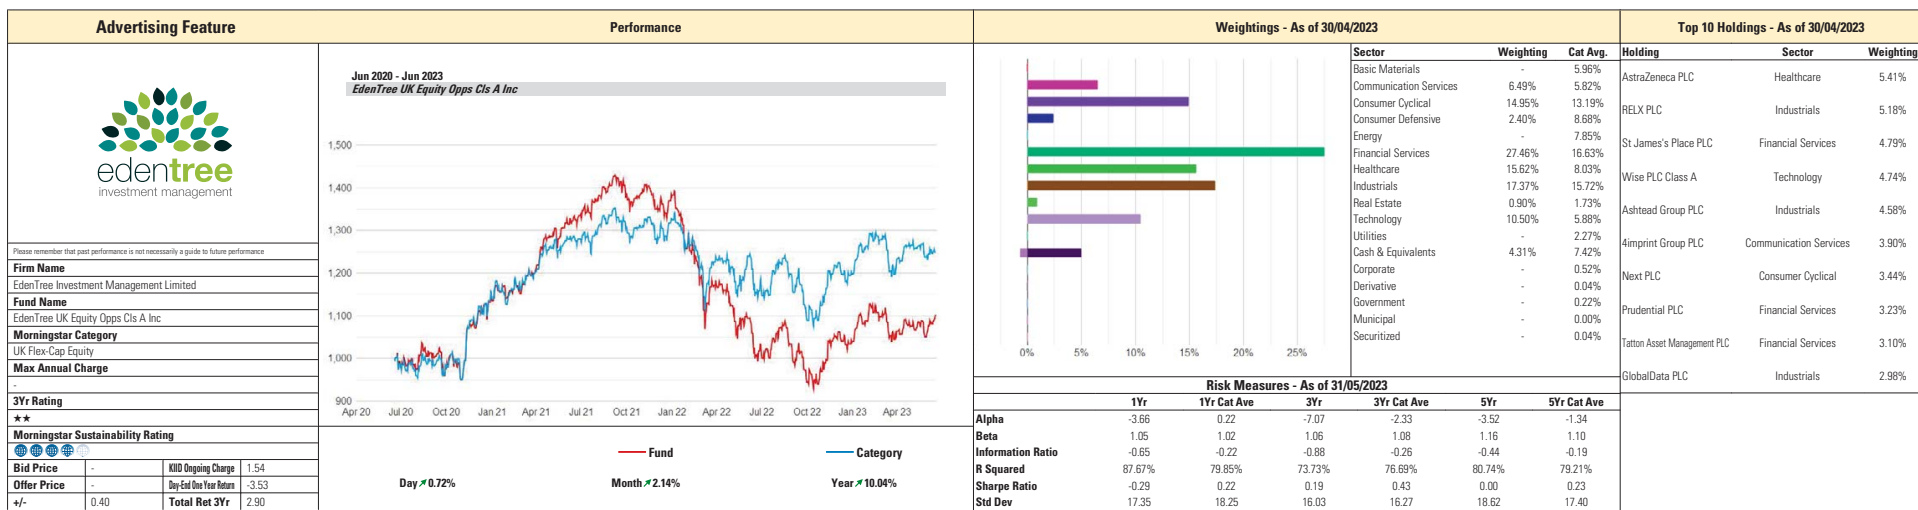 Advertising Feature
edentree
investment management
Please remember that past performance is not necessarily a guide to future performance
Firm Name
EdenTree Investment Management Limited
Fund Name
EdenTree UK Equity Opps Cls A Inc
Morningstar Category
UK Flex-Cap Equity
Max Annual Charge
-
3Yr Rating
★★
Morningstar Sustainability Rating
Bid Price - KIID Ongoing Charge 1.54
Offer Price - Day-End One Year Return -3.53
+/- 0.40 Total Ret 3Yr 2.90
Performance
Jun 2020 - Jun 2023
EdenTree UK Equity Opps Cls A Inc
1,500
1,400
1,300
1,200
1,100
1,000
900
Apr 20 Jul 20 Oct 20 Jan 21 Apr 21 Jul 21 Oct 21 Jan 22 Apr 22 Jul 22 Oct 22 Jan 23 Apr 23
Fund Category
Day 0.72% Month 2.14% Year 10.04%
Weightings - As of 30/04/2023
0% 5% 10% 15% 20% 25%
Sector Weighting Cat Avg.
Basic Materials - 5.96%
Communication Services 6.49% 5.82%
Consumer Cyclical 14.95% 13.19%
Consumer Defensive 2.40% 8.68%
Energy - 7.85%
Financial Services 27.46% 16.63%
Healthcare 15.62% 8.03%
Industrials 17.37% 15.72%
Real Estate 0.90% 1.73%
Technology 10.50% 5.88%
Utilities - 2.27%
Cash & Equivalents 4.31% 7.42%
Corporate - 0.52%
Derivative - 0.04%
Government - 0.22%
Municipal - 0.00%
Securitized - 0.04%
Risk Measures - As of 31/05/2023
1Yr 1Yr Cat Ave 3Yr 3Yr Cat Ave 5Yr 5Yr Cat Ave
Alpha -3.66 0.22 -7.07 -2.33 -3.52 -1.34
Beta 1.05 1.02 1.06 1.08 1.16 1.10
Information Ratio -0.65 -0.22 -0.88 -0.26 -0.44 -0.19
R Squared 87.67% 79.85% 73.73% 76.69% 80.74% 79.21%
Sharpe Ratio -0.29 0.22 0.19 0.43 0.00 0.23
Std Dev 17.35 18.25 16.03 16.27 18.62 17.40
Top 10 Holdings - As of 30/04/2023
Holding Sector Weighting
AstraZeneca PLC Healthcare 5.41%
RELX PLC Industrials 5.18%
St James's Place PLC Financial Services 4.79%
Wise PLC Class A Technology 4.74%
Ashtead Group PLC Industrials 4.58%
4imprint Group PLC Communication Services 3.90%
Next PLC Consumer Cyclical 3.44%
Prudential PLC Financial Services 3.23%
Tatton Asset Management PLC Financial Services 3.10%
GlobalData PLC Industrials 2.98%